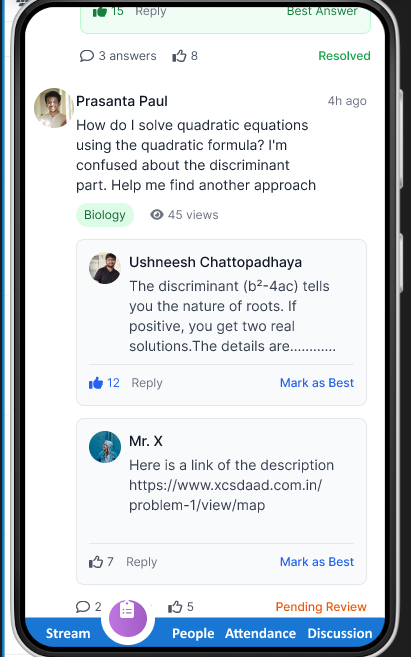 15 Reply Best Answer
3 answers 8 Resolved
Prasanta Paul 4h ago
How do I solve quadratic equations
using the quadratic formula? I'm
confused about the discriminant
part. Help me find another approach
Biology 45 views
Ushneesh Chattopadhaya
The discriminant (b²-4ac) tells
you the nature of roots. If
positive, you get two real
solutions.The details are............
12 Reply Mark as Best
Mr. X
Here is a link of the description
https://www.xcsdaad.com.in/
problem-1/view/map
7 Reply Mark as Best
2 5 Pending Review
Stream People Attendance Discussion